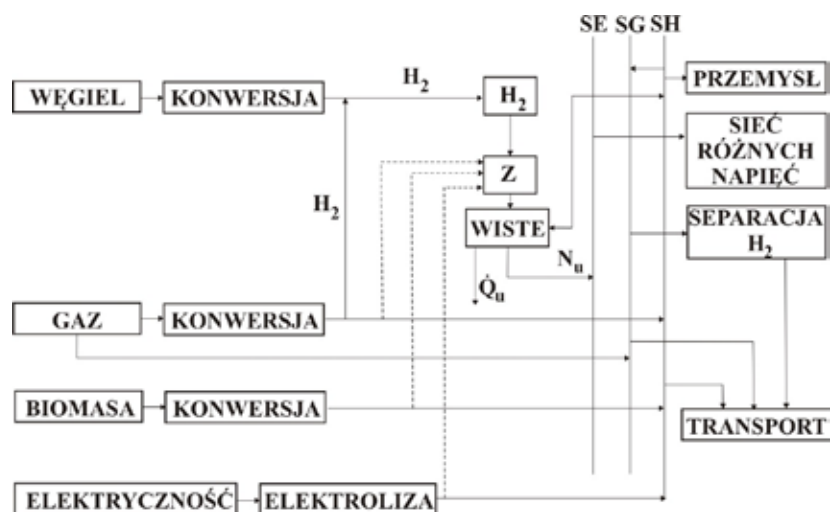 SE SG SH
WĘGIEL
KONWERSJA
H2
H2
PRZEMYSŁ
SIEĆ
RÓŻNYCH
NAPIĘĆ
Z
H2
WISTE
SEPARACJA
H2
Nu
Q̇u
GAZ
KONWERSJA
BIOMASA
KONWERSJA
TRANSPORT
ELEKTRYCZNOŚĆ
ELEKTROLIZA